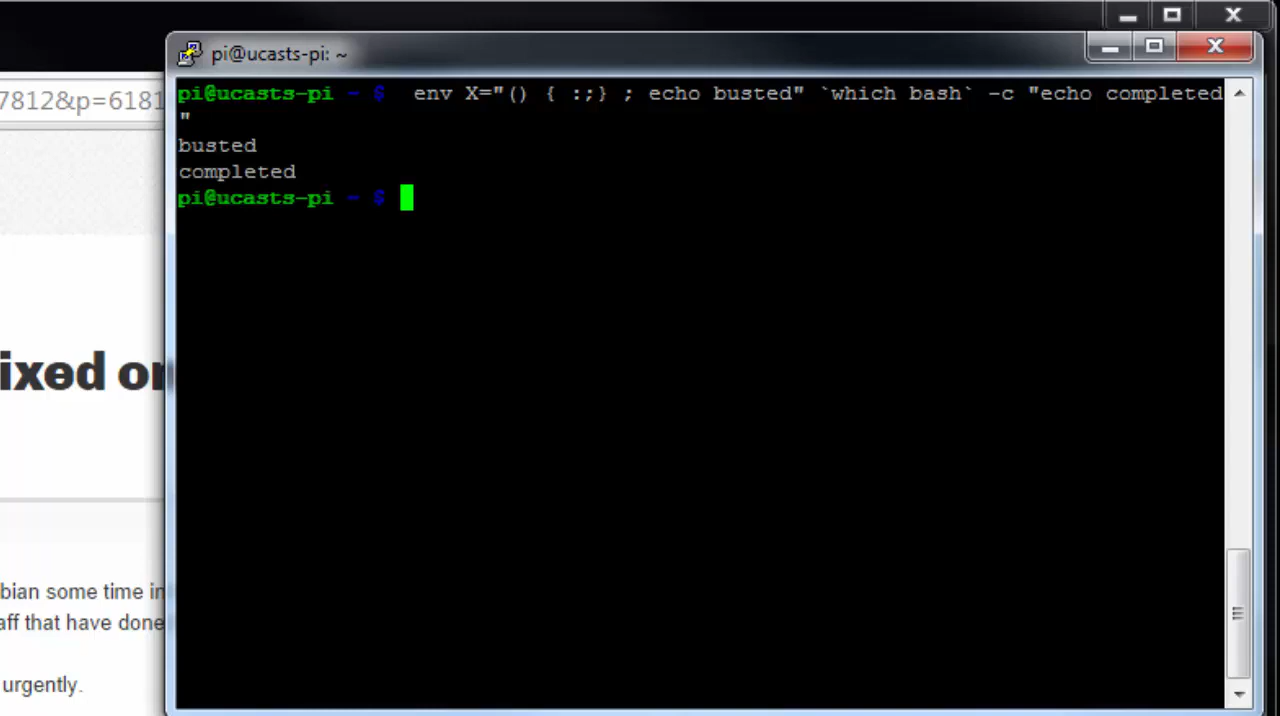 pi@ucasts-pi: ~
7812&p=6181
pi@ucasts-pi ~ $ env X="() { :;} ; echo busted" `which bash` -c "echo completed
"
busted
completed
pi@ucasts-pi ~ $
ixed or
bian some time in
aff that have done
urgently.